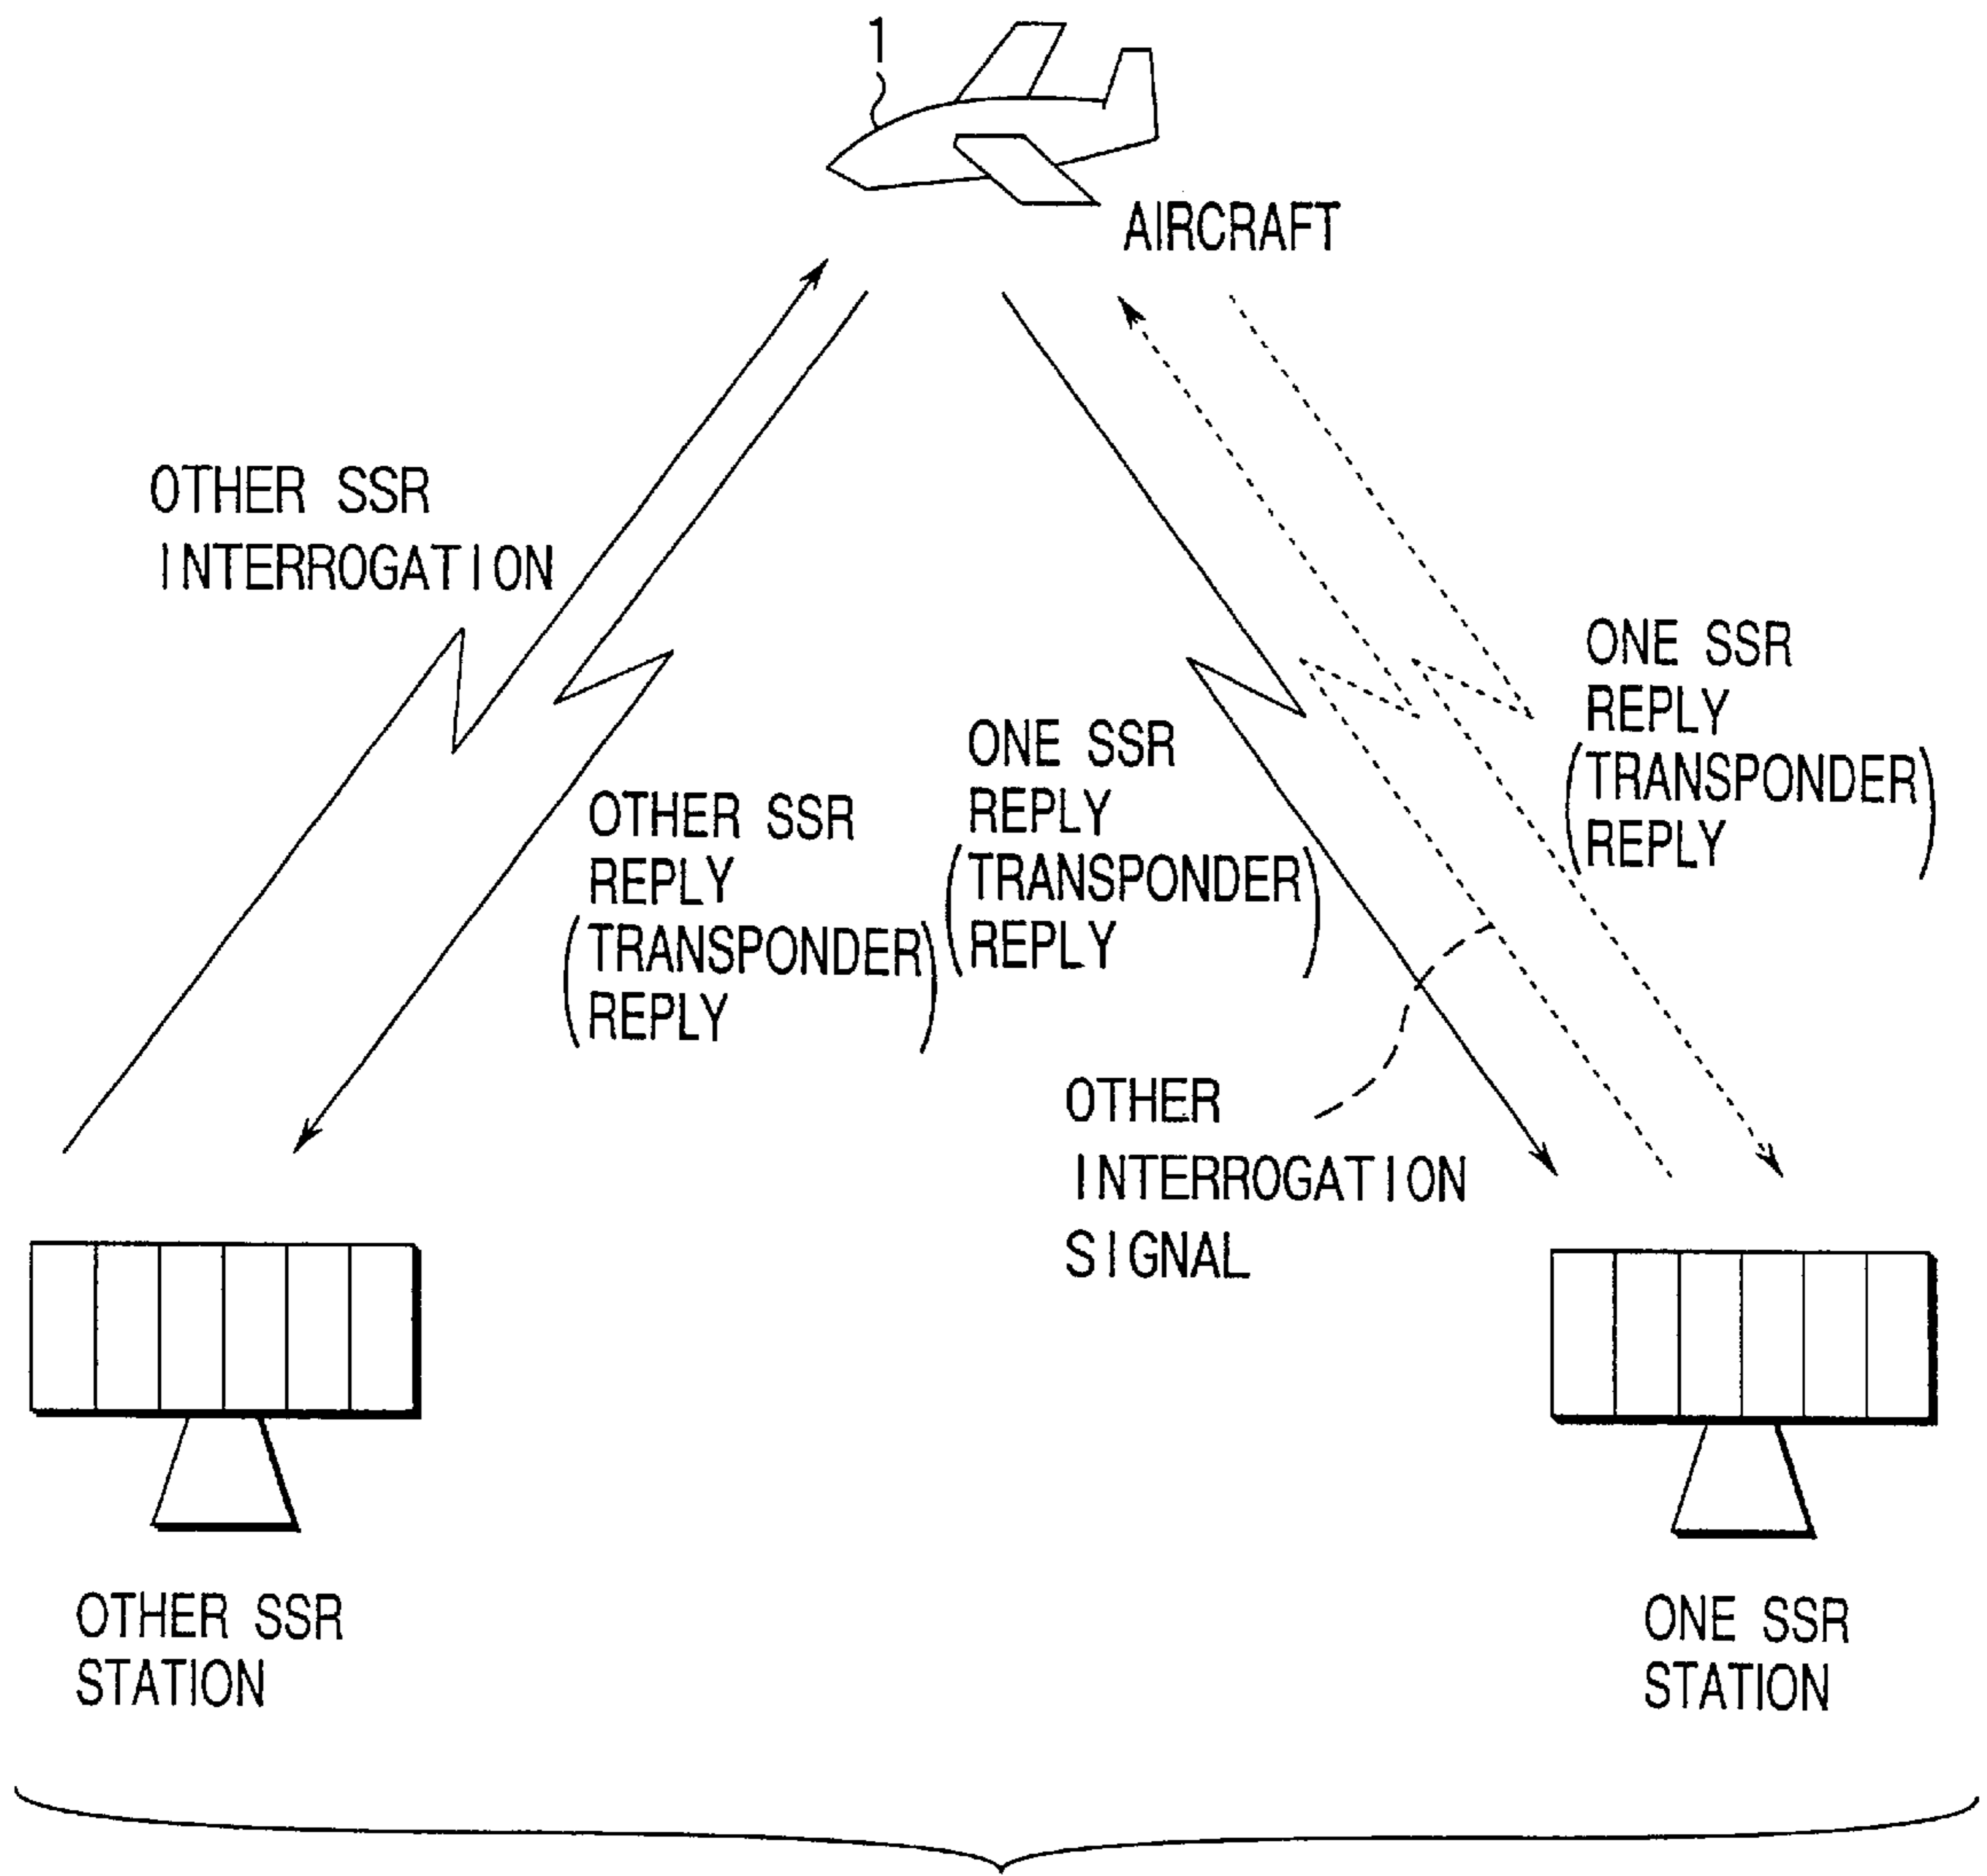 1
AIRCRAFT
OTHER SSR
INTERROGATION
ONE SSR
REPLY
(TRANSPONDER)
REPLY
ONE SSR
REPLY
(TRANSPONDER)
REPLY
OTHER SSR
REPLY
(TRANSPONDER)
REPLY
OTHER
INTERROGATION
SIGNAL
OTHER SSR
STATION
ONE SSR
STATION